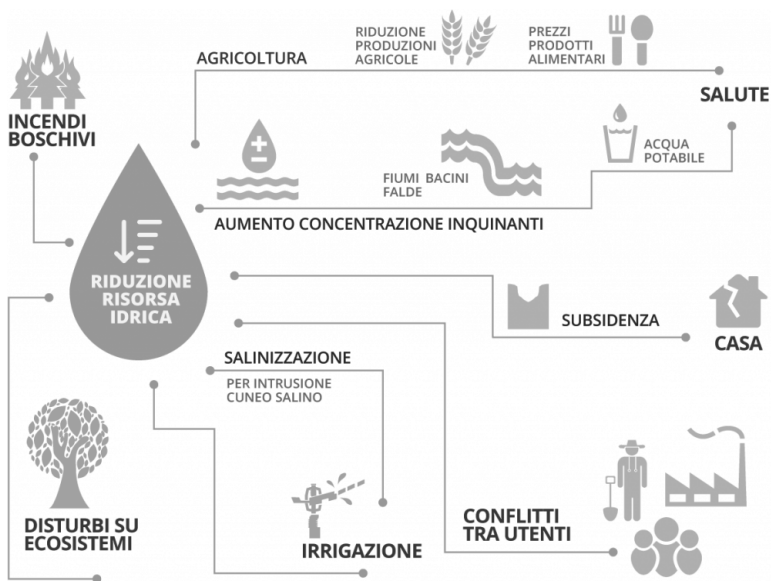 AGRICOLTURA
RIDUZIONE
PRODUZIONI
AGRICOLE
PREZZI
PRODOTTI
ALIMENTARI
SALUTE
INCENDI
BOSCHIVI
ACQUA
POTABILE
FIUMI BACINI
FALDE
AUMENTO CONCENTRAZIONE INQUINANTI
RIDUZIONE
RISORSA
IDRICA
SUBSIDENZA
CASA
SALINIZZAZIONE
PER INTRUSIONE
CUNEO SALINO
DISTURBI SU
ECOSISTEMI
IRRIGAZIONE
CONFLITTI
TRA UTENTI